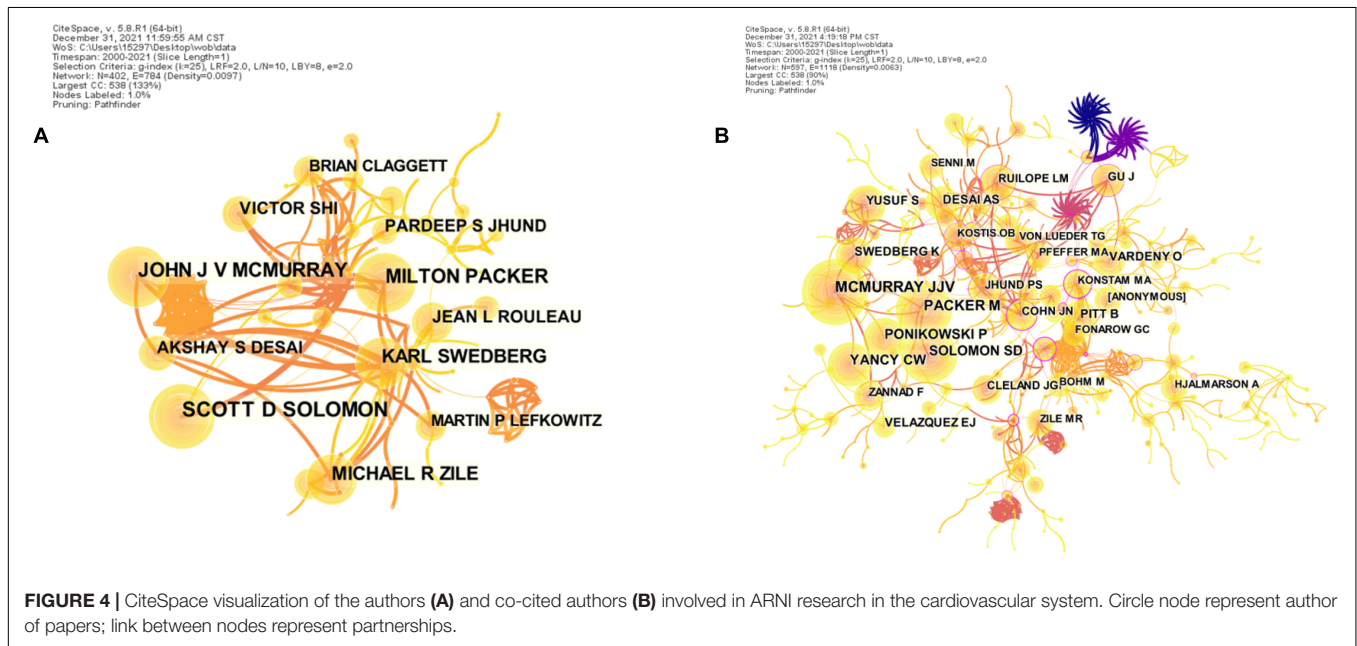 CiteSpace, v. 5.8.R1 (64-bit)
December 31, 2021 11:59:55 AM CST
WoS: C:\Users\15297\Desktop\wob\data
Timespan: 2000-2021 (Slice Length=1)
Selection Criteria: g-index (k=25), LRF=2.0, L/N=10, LBY=8, e=2.0
Network: N=402, E=784 (Density=0.0097)
Largest CC: 538 (133%)
Nodes Labeled: 1.0%
Pruning: Pathfinder
A
BRIAN CLAGGETT
VICTOR SHI
PARDEEP S JHUND
JOHN J V MCMURRAY
MILTON PACKER
JEAN L ROULEAU
AKSHAY S DESAI
KARL SWEDBERG
SCOTT D SOLOMON
MARTIN P LEFKOWITZ
MICHAEL R ZILE
CiteSpace, v. 5.8.R1 (64-bit)
December 31, 2021 4:19:18 PM CST
WoS: C:\Users\15297\Desktop\wob\data
Timespan: 2000-2021 (Slice Length=1)
Selection Criteria: g-index (k=25), LRF=2.0, L/N=10, LBY=8, e=2.0
Network: N=597, E=1118 (Density=0.0063)
Largest CC: 538 (90%)
Nodes Labeled: 1.0%
Pruning: Pathfinder
B
SENNI M
RUILOPE LM
GU J
YUSUF S
DESAI AS
KOSTIS OB
VON LUEDER TG
SWEDBERG K
PFEFFER MA
VARDENY O
MCMURRAY JJV
JHUND PS
KONSTAM MA
[ANONYMOUS]
PACKER M
COHN JN
PITT B
PONIKOWSKI P
FONAROW GC
YANCY CW
SOLOMON SD
ZANNAD F
CLELAND JG
BOHM M
HJALMARSON A
VELAZQUEZ EJ
ZILE MR
FIGURE 4 | CiteSpace visualization of the authors (A) and co-cited authors (B) involved in ARNI research in the cardiovascular system. Circle node represent author
of papers; link between nodes represent partnerships.